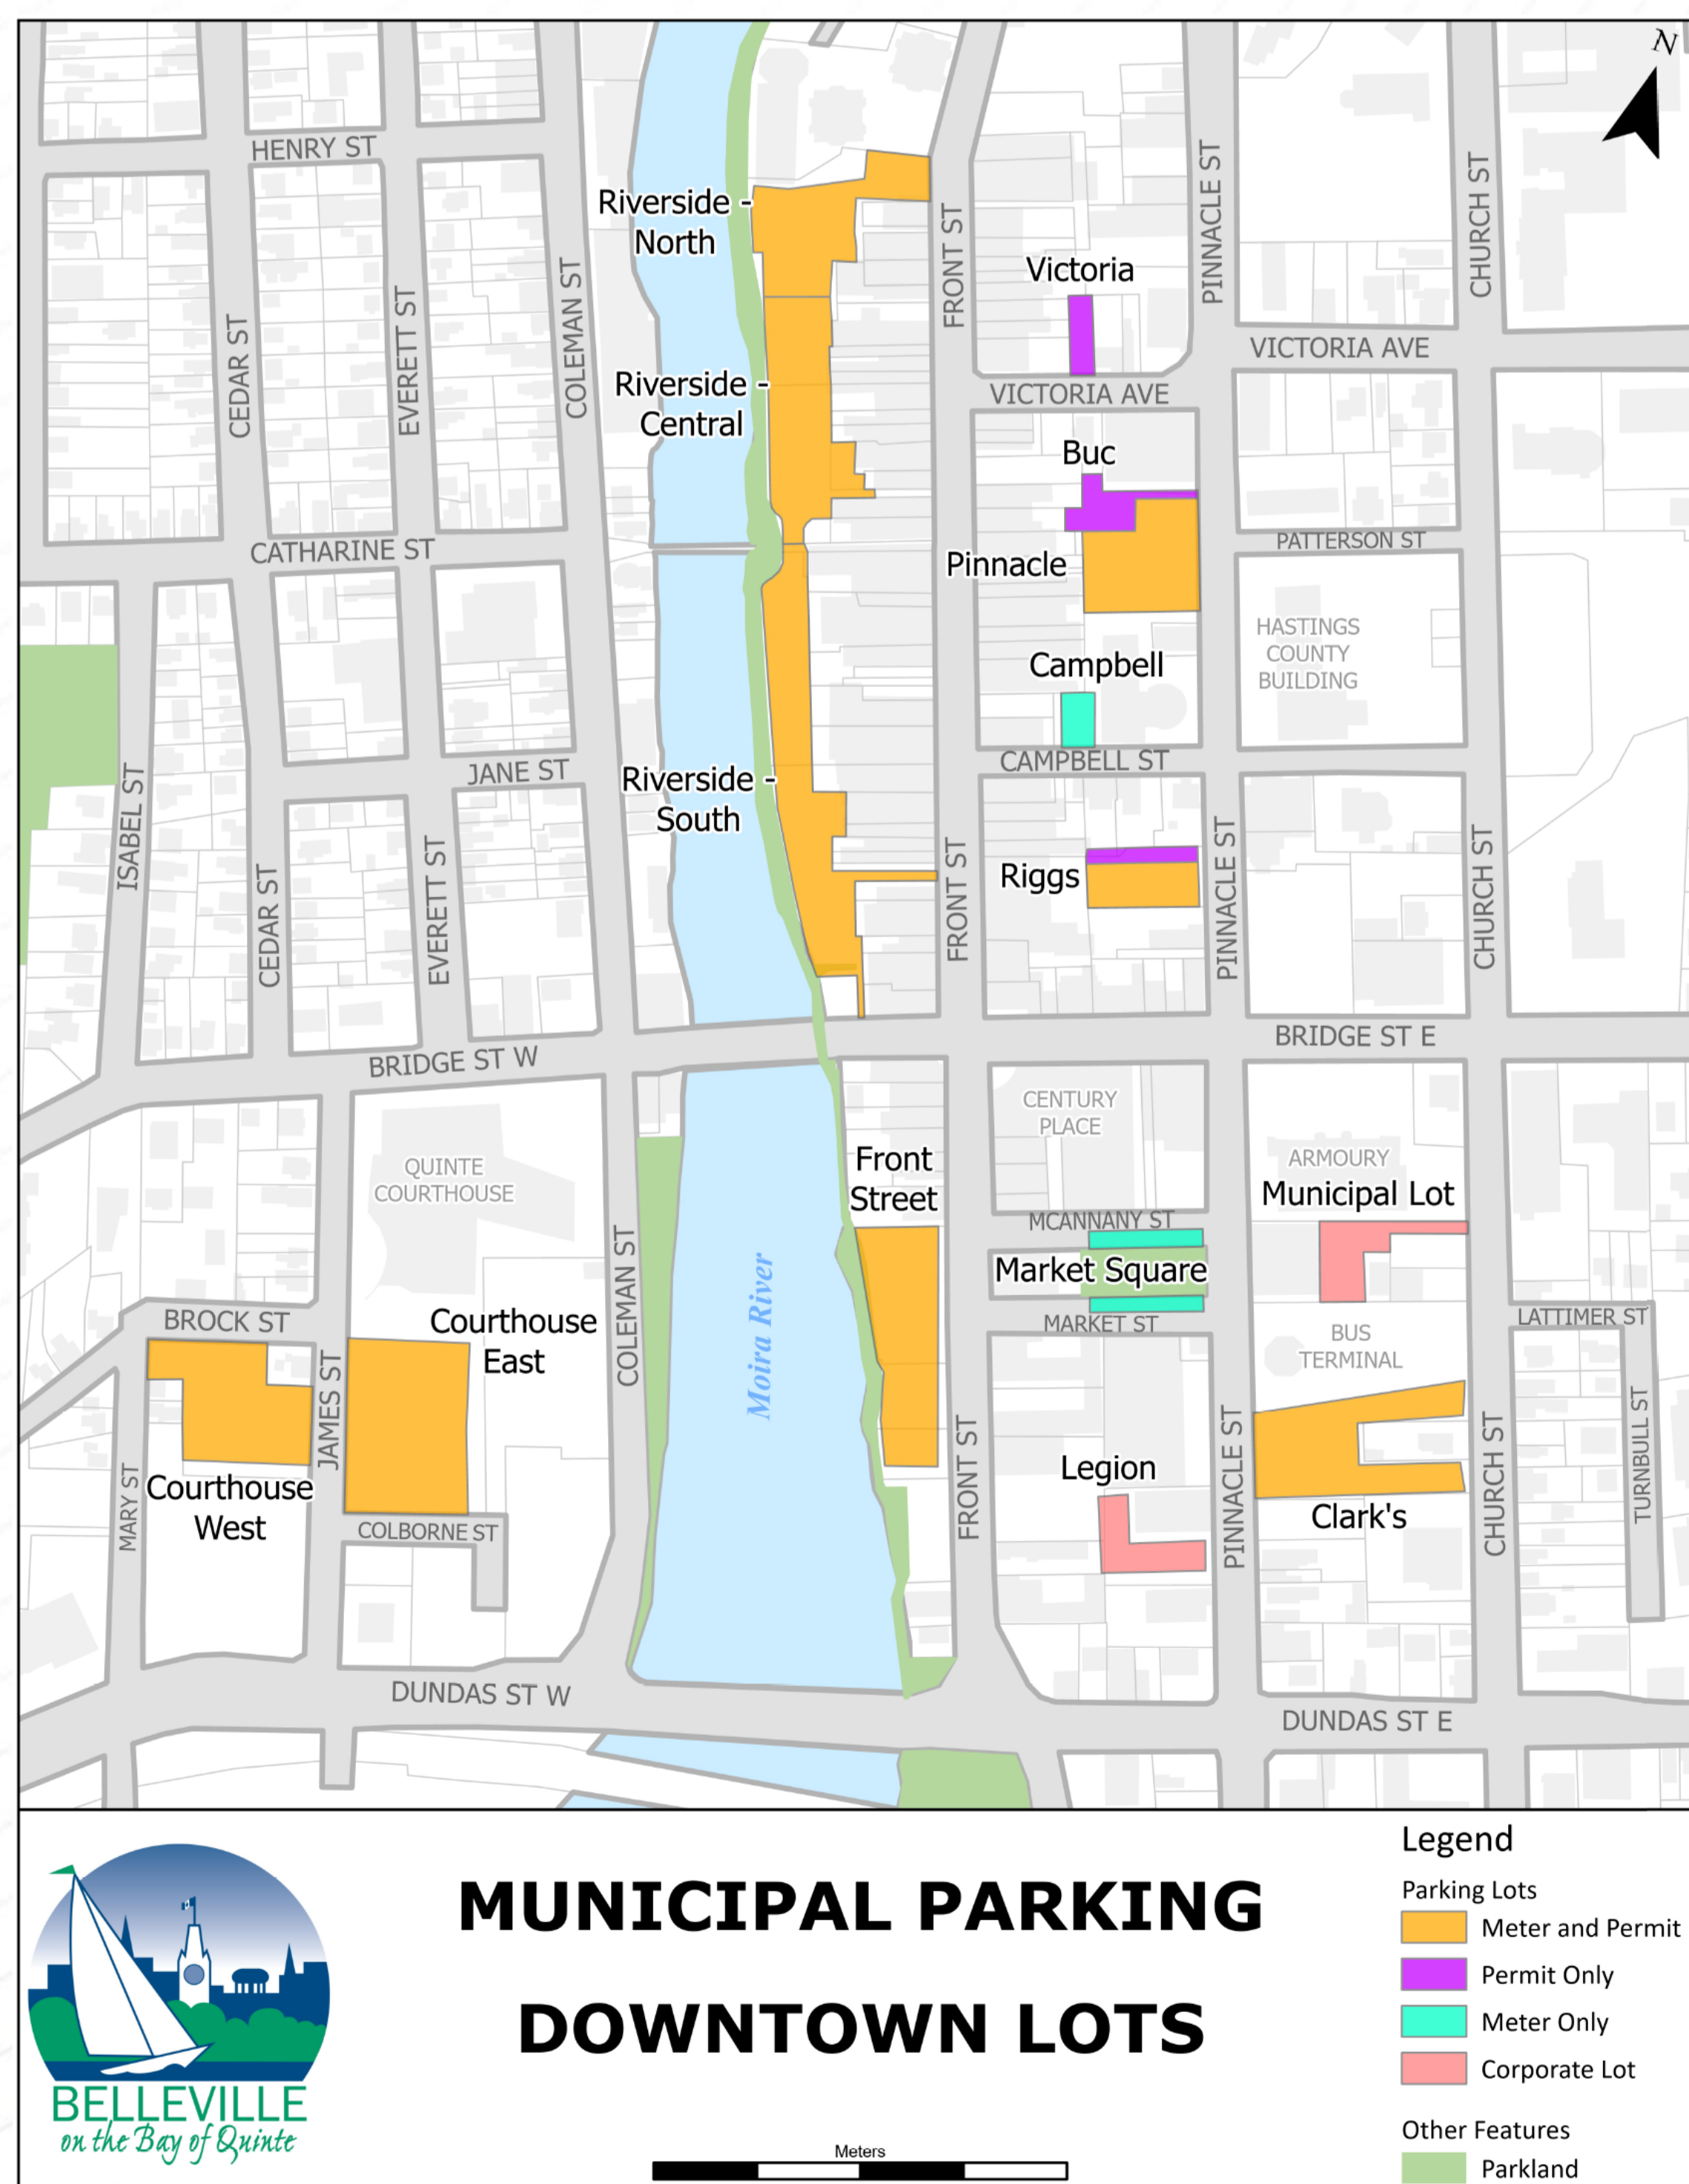 N
HENRY ST
Riverside -
North
PINNACLE ST
CHURCH ST
FRONT ST
Victoria
COLEMAN ST
EVERETT ST
CEDAR ST
VICTORIA AVE
Riverside -
Central
VICTORIA AVE
Buc
CATHARINE ST
PATTERSON ST
Pinnacle
HASTINGS
COUNTY
BUILDING
Campbell
CAMPBELL ST
JANE ST
Riverside -
South
ISABEL ST
CEDAR ST
EVERETT ST
FRONT ST
Riggs
PINNACLE ST
CHURCH ST
BRIDGE ST E
BRIDGE ST W
CENTURY
PLACE
QUINTE
COURTHOUSE
Front
Street
ARMOURY
Municipal Lot
MCANNANY ST
Market Square
MARKET ST
COLEMAN ST
Moira River
BROCK ST
Courthouse
East
LATTIMER ST
BUS
TERMINAL
JAMES ST
MARY ST
Courthouse
West
COLBORNE ST
FRONT ST
Legion
PINNACLE ST
Clark's
CHURCH ST
TURNBULL ST
DUNDAS ST W
DUNDAS ST E
BELLEVILLE
on the Bay of Quinte
MUNICIPAL PARKING
DOWNTOWN LOTS
Meters
Legend
Parking Lots
Meter and Permit
Permit Only
Meter Only
Corporate Lot
Other Features
Parkland